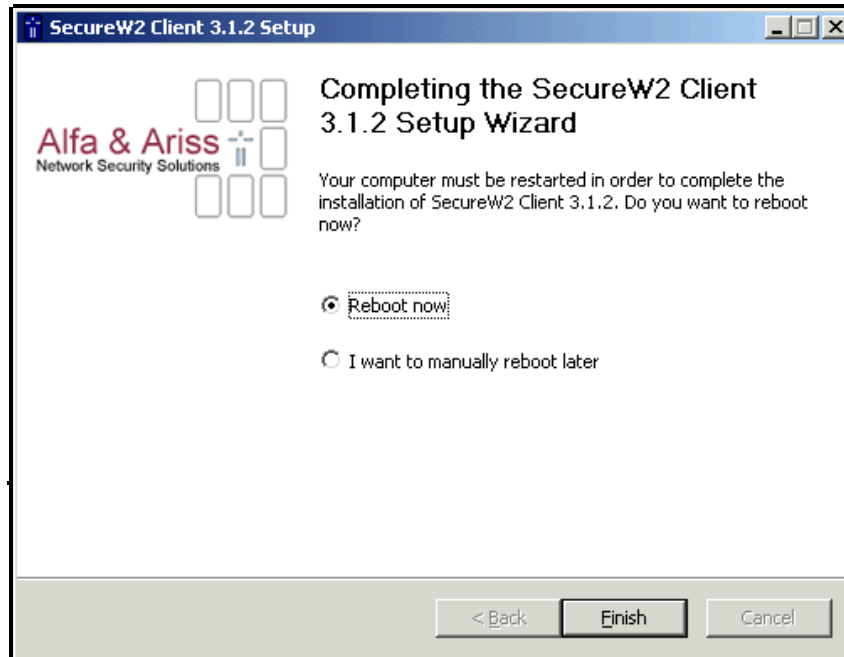 SecureW2 Client 3.1.2 Setup
Alfa & Ariss
Network Security Solutions
Completing the SecureW2 Client
3.1.2 Setup Wizard
Your computer must be restarted in order to complete the
installation of SecureW2 Client 3.1.2. Do you want to reboot
now?
Reboot now
I want to manually reboot later
< Back
Finish
Cancel